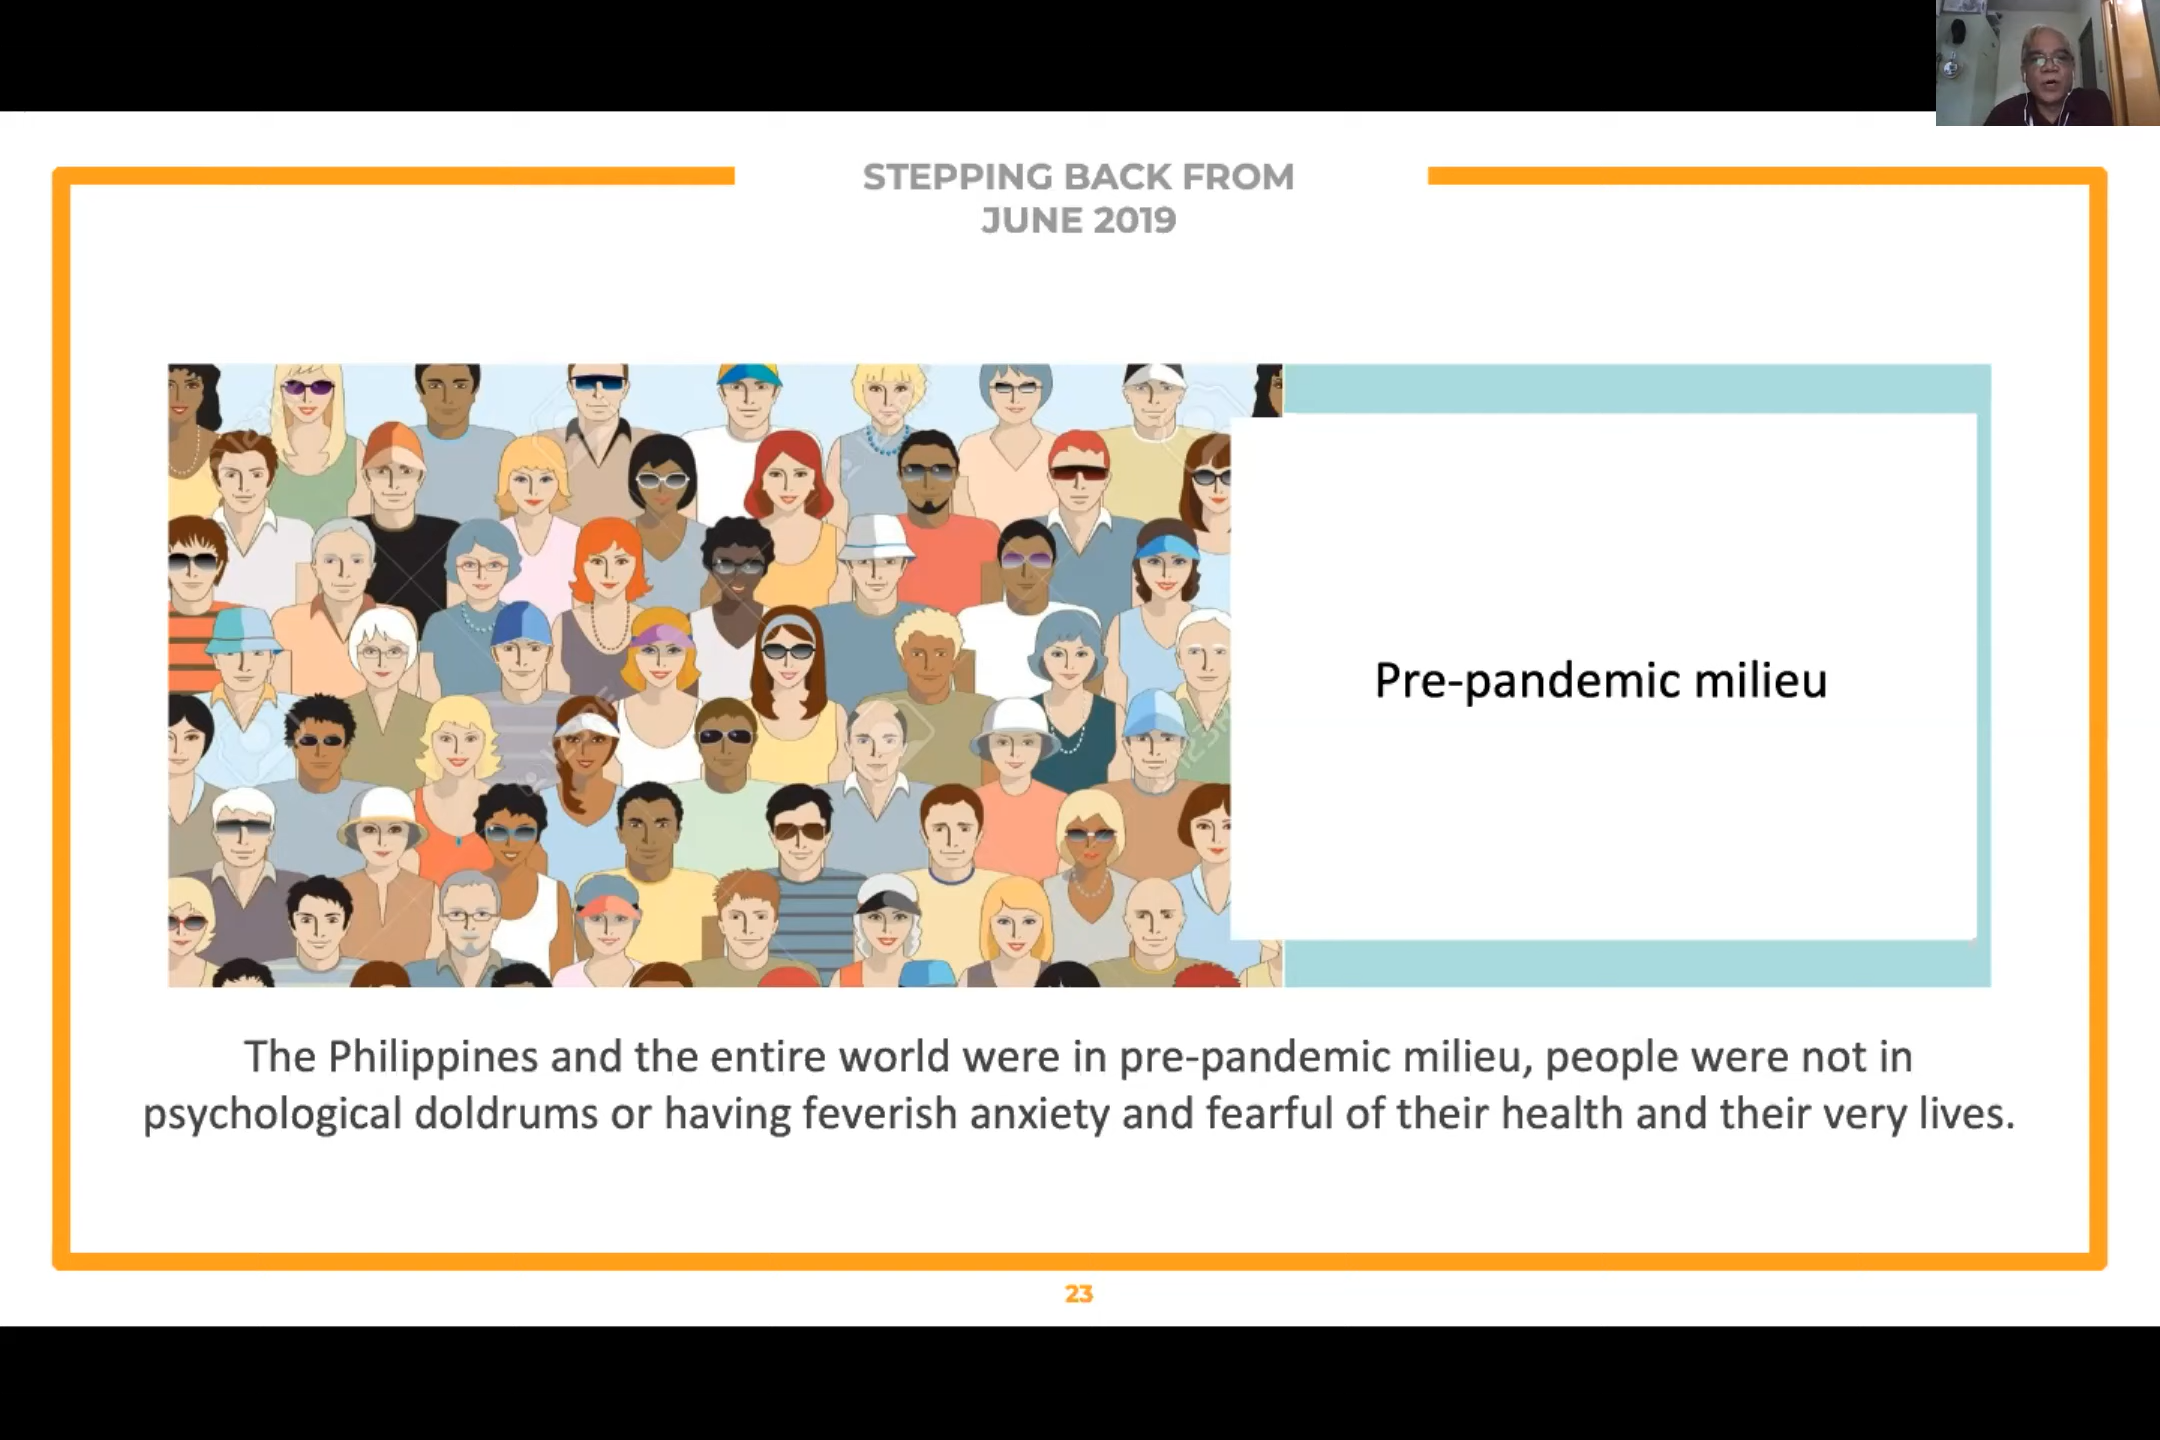 STEPPING BACK FROM
JUNE 2019
Pre-pandemic milieu
The Philippines and the entire world were in pre-pandemic milieu, people were not in
psychological doldrums or having feverish anxiety and fearful of their health and their very lives.
23